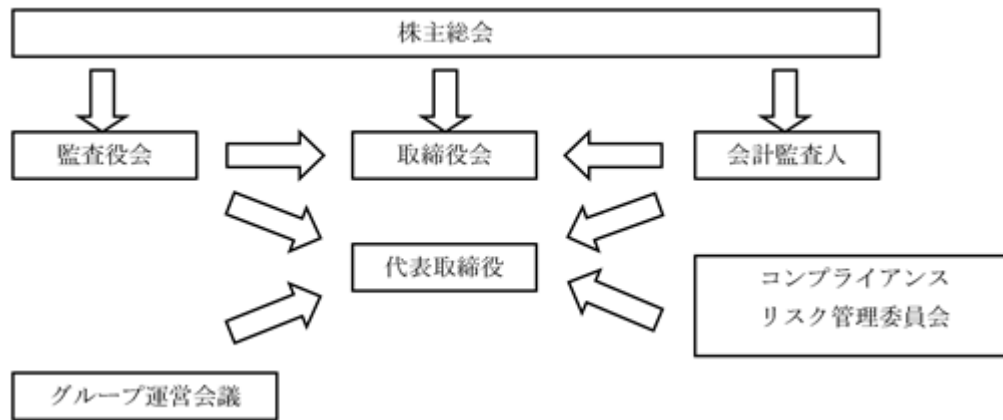 株主総会
監査役会
取締役会
会計監査人
代表取締役
コンプライアンス
リスク管理委員会
グループ運営会議